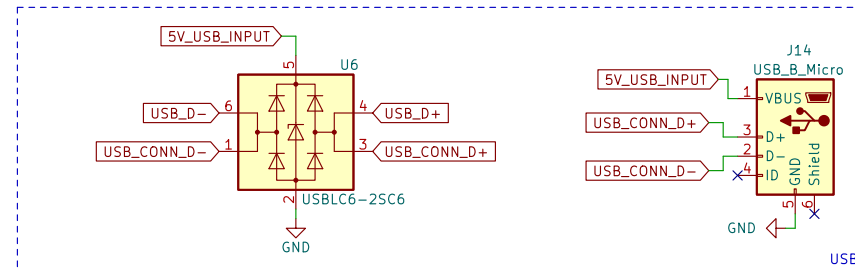 5V_USB_INPUT
5
U6
USB_D-
6
4
USB_D+
USB_CONN_D-
1
3
USB_CONN_D+
2
USBLC6-2SC6
GND
J14
USB_B_Micro
5V_USB_INPUT
1
VBUS
USB_CONN_D+
3
D+
2
D-
USB_CONN_D-
4
ID
GND
Shield
5
6
GND
USB